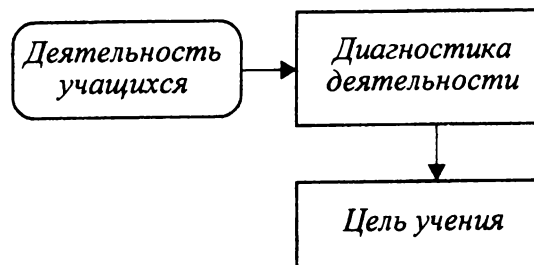 Деятельность
учащихся
Диагностика
деятельности
Цель учения